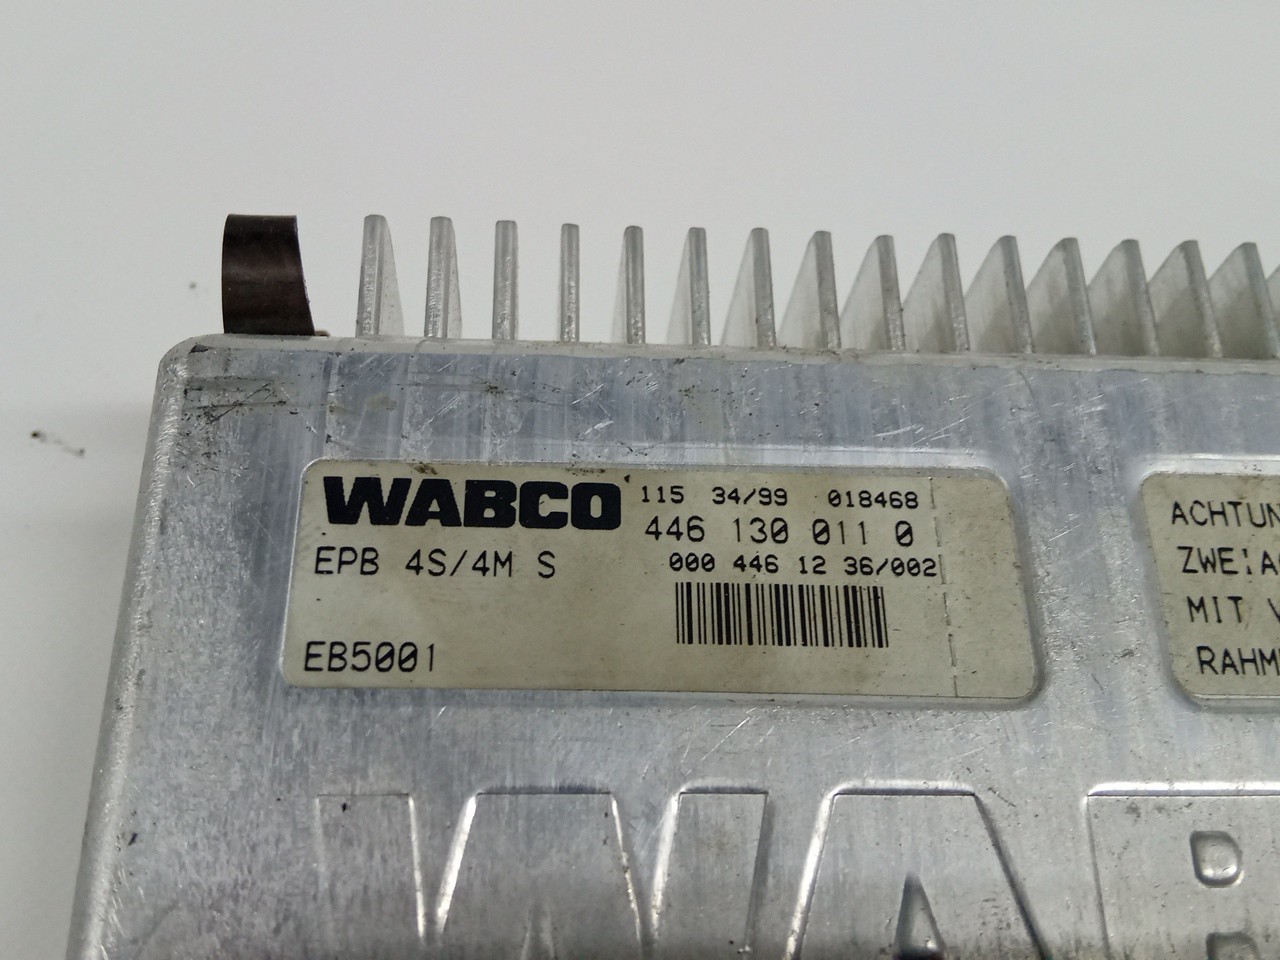 WABCO 115 34/99 018468
446 130 011 0
EPB 4S/4M S 000 446 12 36/002
EB5001
ACHTUN
MIT
RAHM
WAB